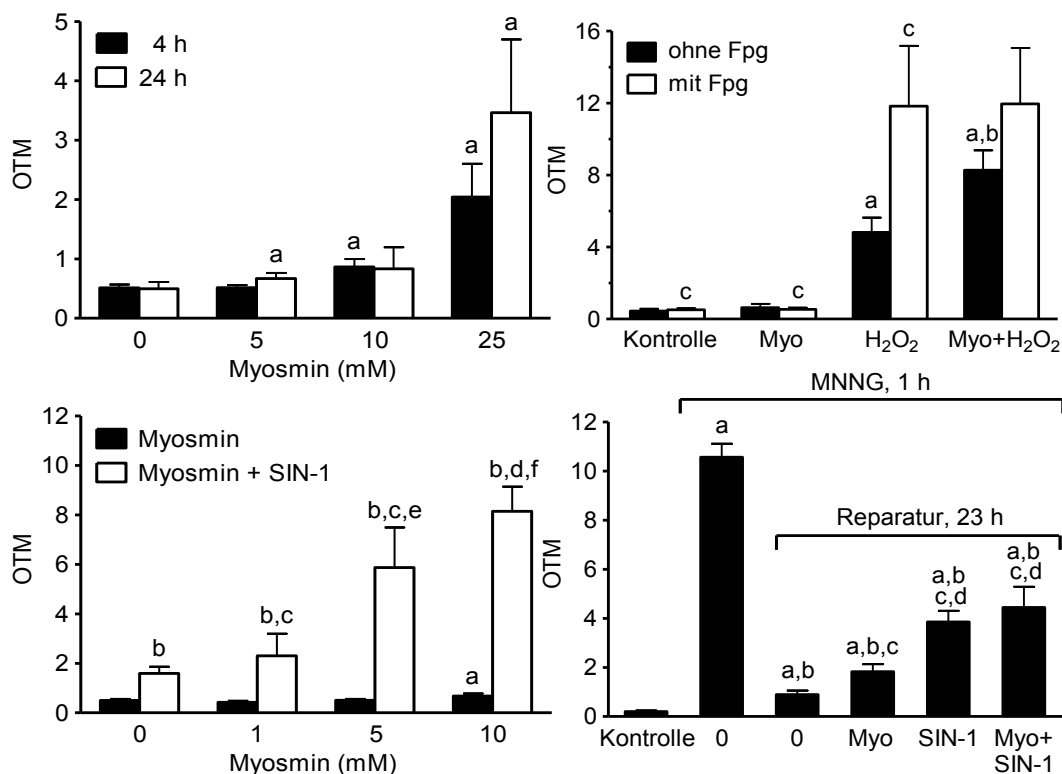 5
4
3
2
1
0
OTM
4 h
24 h
a
a
a
a
0 5 10 25
Myosmin (mM)
16
12
8
4
0
OTM
ohne Fpg
mit Fpg
c
c
a
c
a,b
Kontrolle Myo H₂O₂ Myo+H₂O₂
12
10
8
6
4
2
0
OTM
Myosmin
Myosmin + SIN-1
b
b,c
b,c,e
a
b,d,f
0 1 5 10
Myosmin (mM)
MNNG, 1 h
12
10
8
6
4
2
0
OTM
Reparatur, 23 h
a
a,b
a,b,c
a,b
c,d
a,b
c,d
Kontrolle 0 0 Myo SIN-1 Myo+
SIN-1